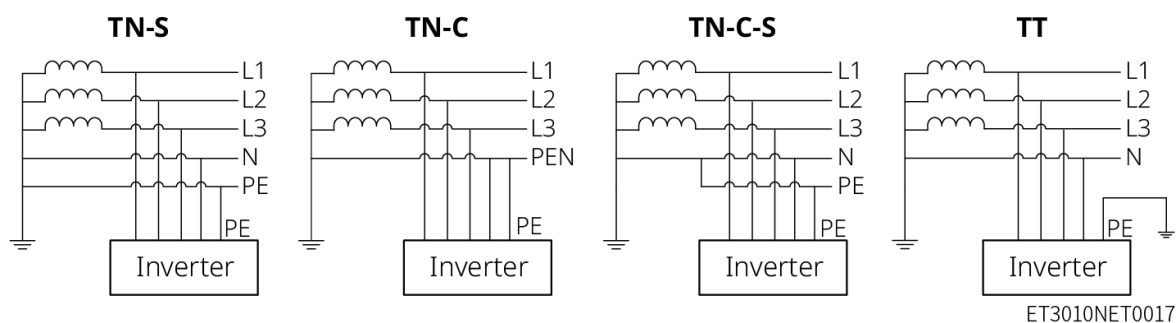 TN-S
L1
L2
L3
N
PE
PE
Inverter
TN-C
L1
L2
L3
PEN
PE
Inverter
TN-C-S
L1
L2
L3
N
PE
PE
Inverter
TT
L1
L2
L3
N
PE
Inverter
ET3010NET0017